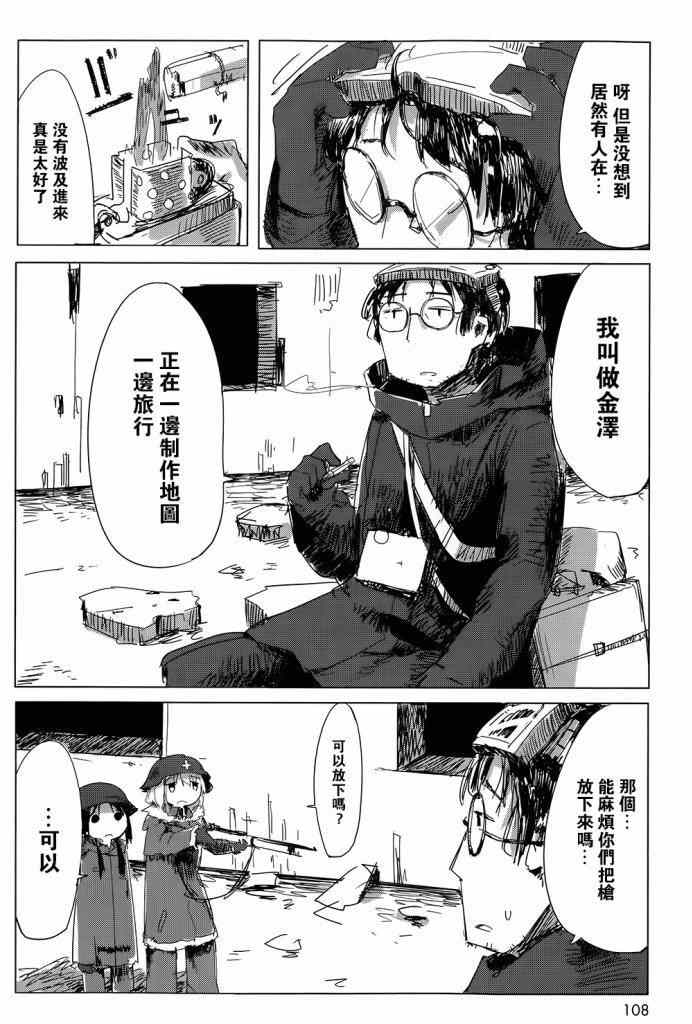 呀 但是没想到
居然有人在…
没有波及進來
真是太好了
我叫做金澤
正在一邊制作地圖
一邊旅行
那個…
能麻煩你們把槍
放下來嗎…
可以放下嗎？
…可以
108